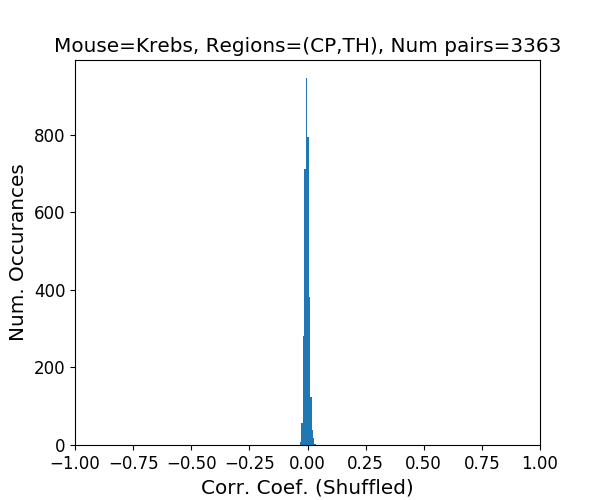 Mouse=Krebs, Regions=(CP,TH), Num pairs=3363
Num. Occurances
800
600
400
200
0
−1.00 −0.75 −0.50 −0.25 0.00 0.25 0.50 0.75 1.00
Corr. Coef. (Shuffled)